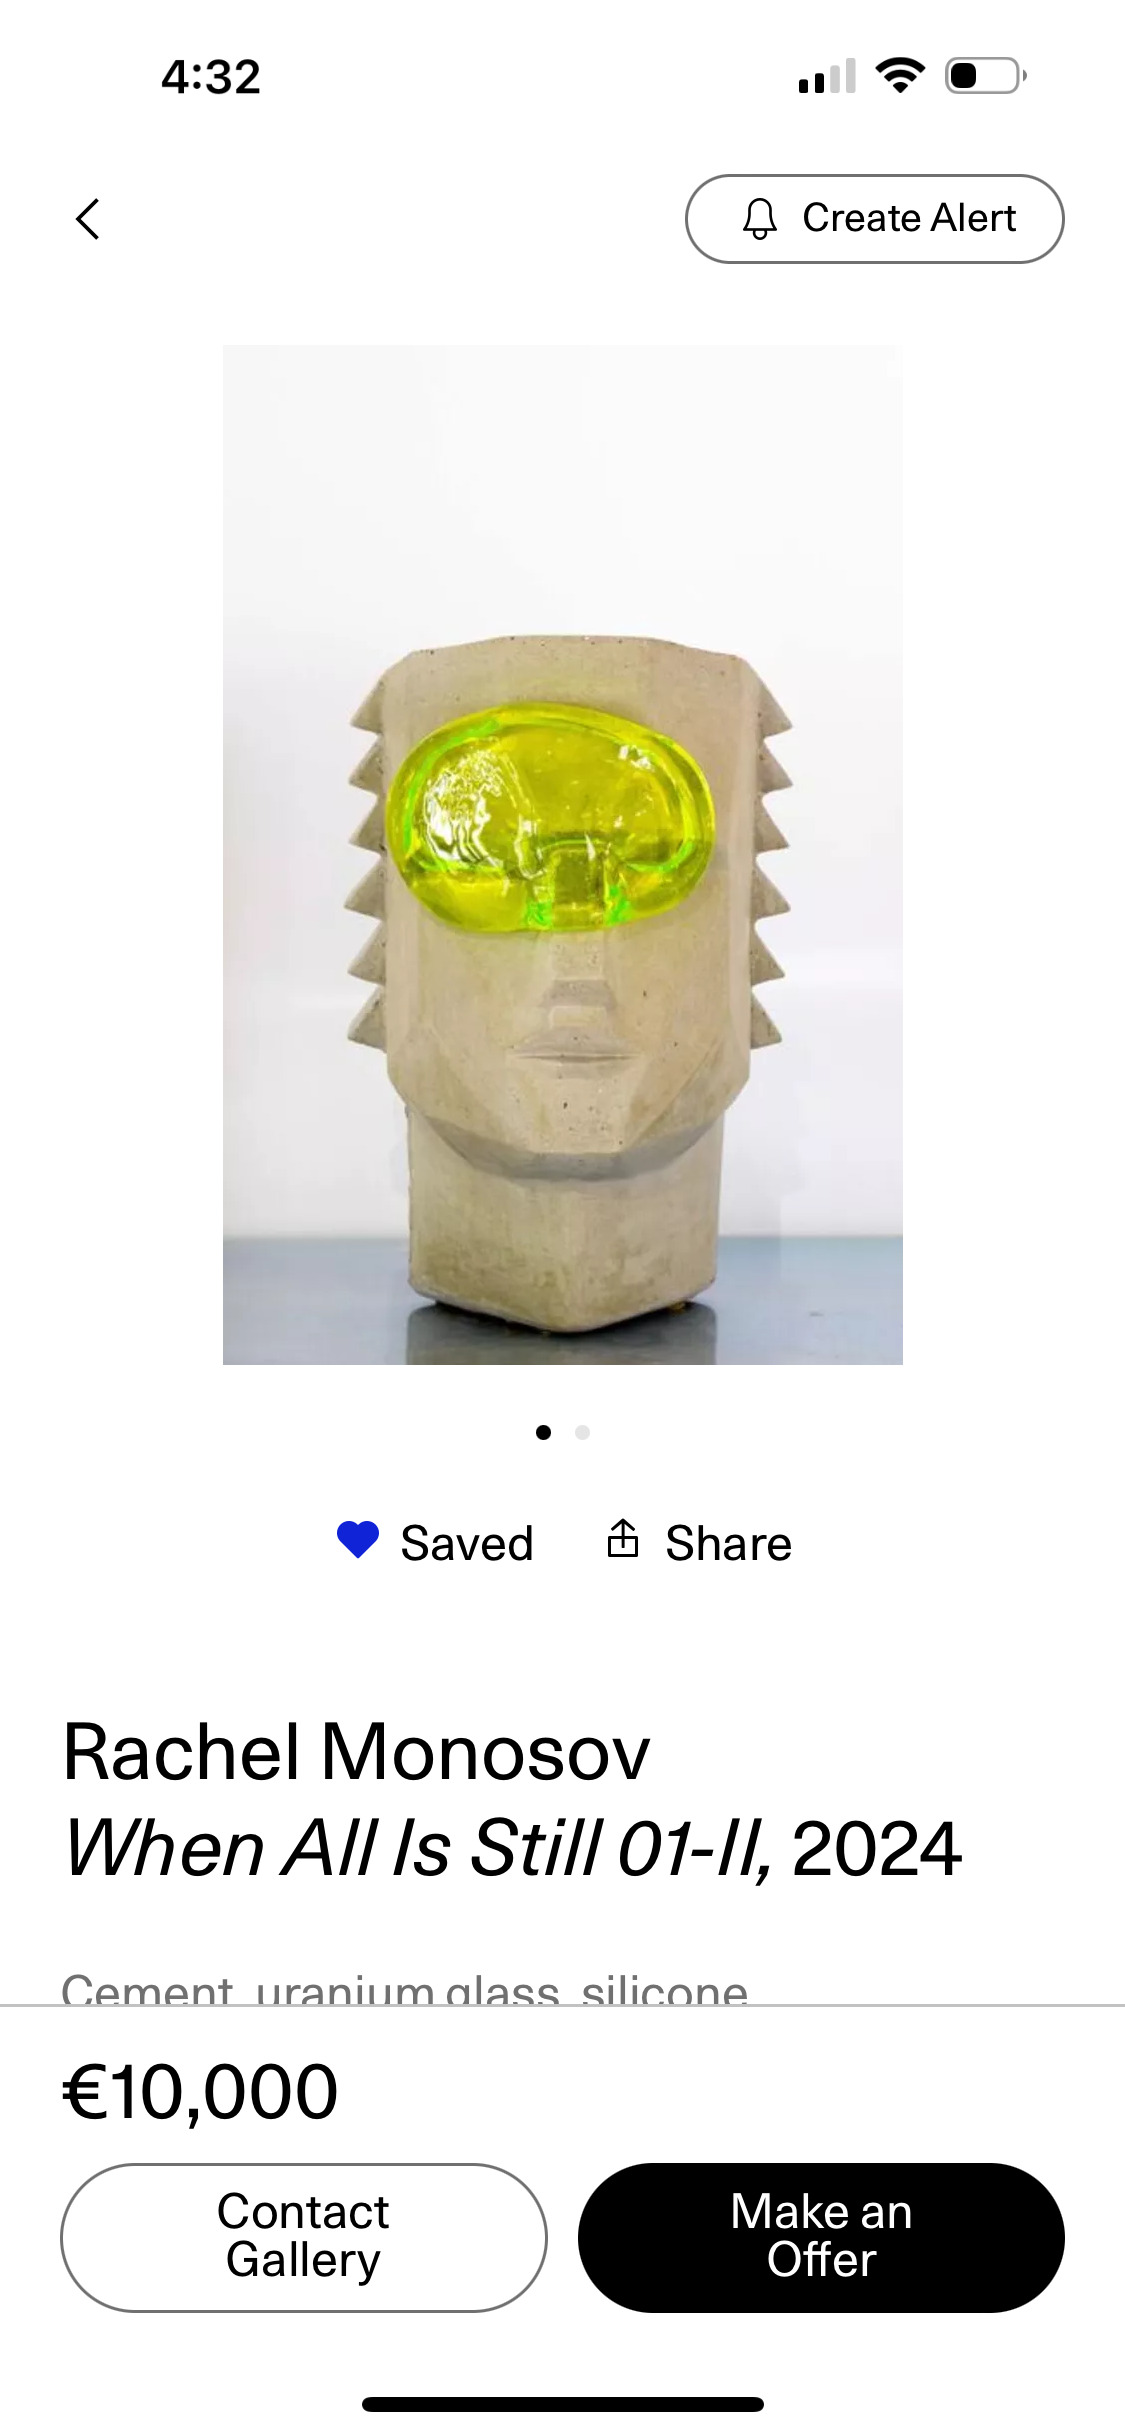 4:32
Create Alert
Saved
Share
Rachel Monosov
When All Is Still 01-II, 2024
Cement, uranium glass, silicone
€10,000
Contact
Gallery
Make an
Offer